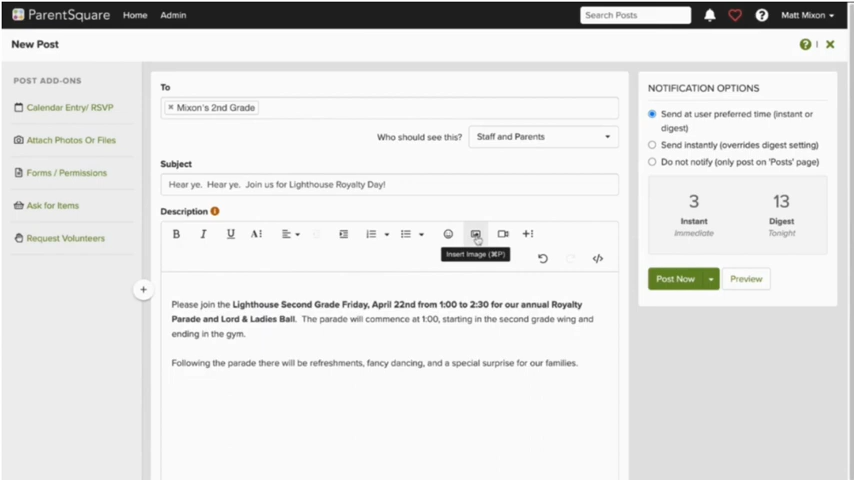 ParentSquare Home Admin Search Posts Matt Mixon
New Post
POST ADD-ONS
Calendar Entry/ RSVP
Attach Photos Or Files
Forms / Permissions
Ask for Items
Request Volunteers
To
× Mixon's 2nd Grade
Who should see this? Staff and Parents
Subject
Hear ye. Hear ye. Join us for Lighthouse Royalty Day!
Description
B I U A
Insert Image (⌘P)
Please join the Lighthouse Second Grade Friday, April 22nd from 1:00 to 2:30 for our annual Royalty
Parade and Lord & Ladies Ball. The parade will commence at 1:00, starting in the second grade wing and
ending in the gym.
Following the parade there will be refreshments, fancy dancing, and a special surprise for our families.
NOTIFICATION OPTIONS
Send at user preferred time (instant or
digest)
Send instantly (overrides digest setting)
Do not notify (only post on 'Posts' page)
3 13
Instant Digest
Immediate Tonight
Post Now Preview